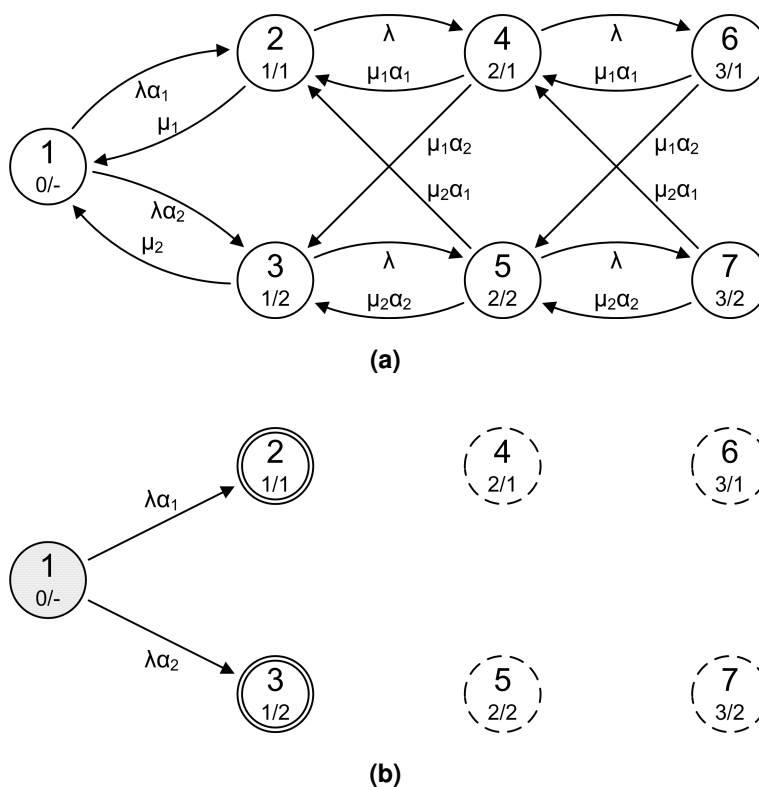 2 4 6
1/1 λ 2/1 λ 3/1
μ₁α₁ μ₁α₁
λα₁
μ₁
1
0/-
μ₁α₂ μ₁α₂
μ₂α₁ μ₂α₁
λα₂
μ₂
3 5 7
1/2 λ 2/2 λ 3/2
μ₂α₂ μ₂α₂
(a)
2 4 6
1/1 2/1 3/1
λα₁
1
0/-
λα₂
3 5 7
1/2 2/2 3/2
(b)